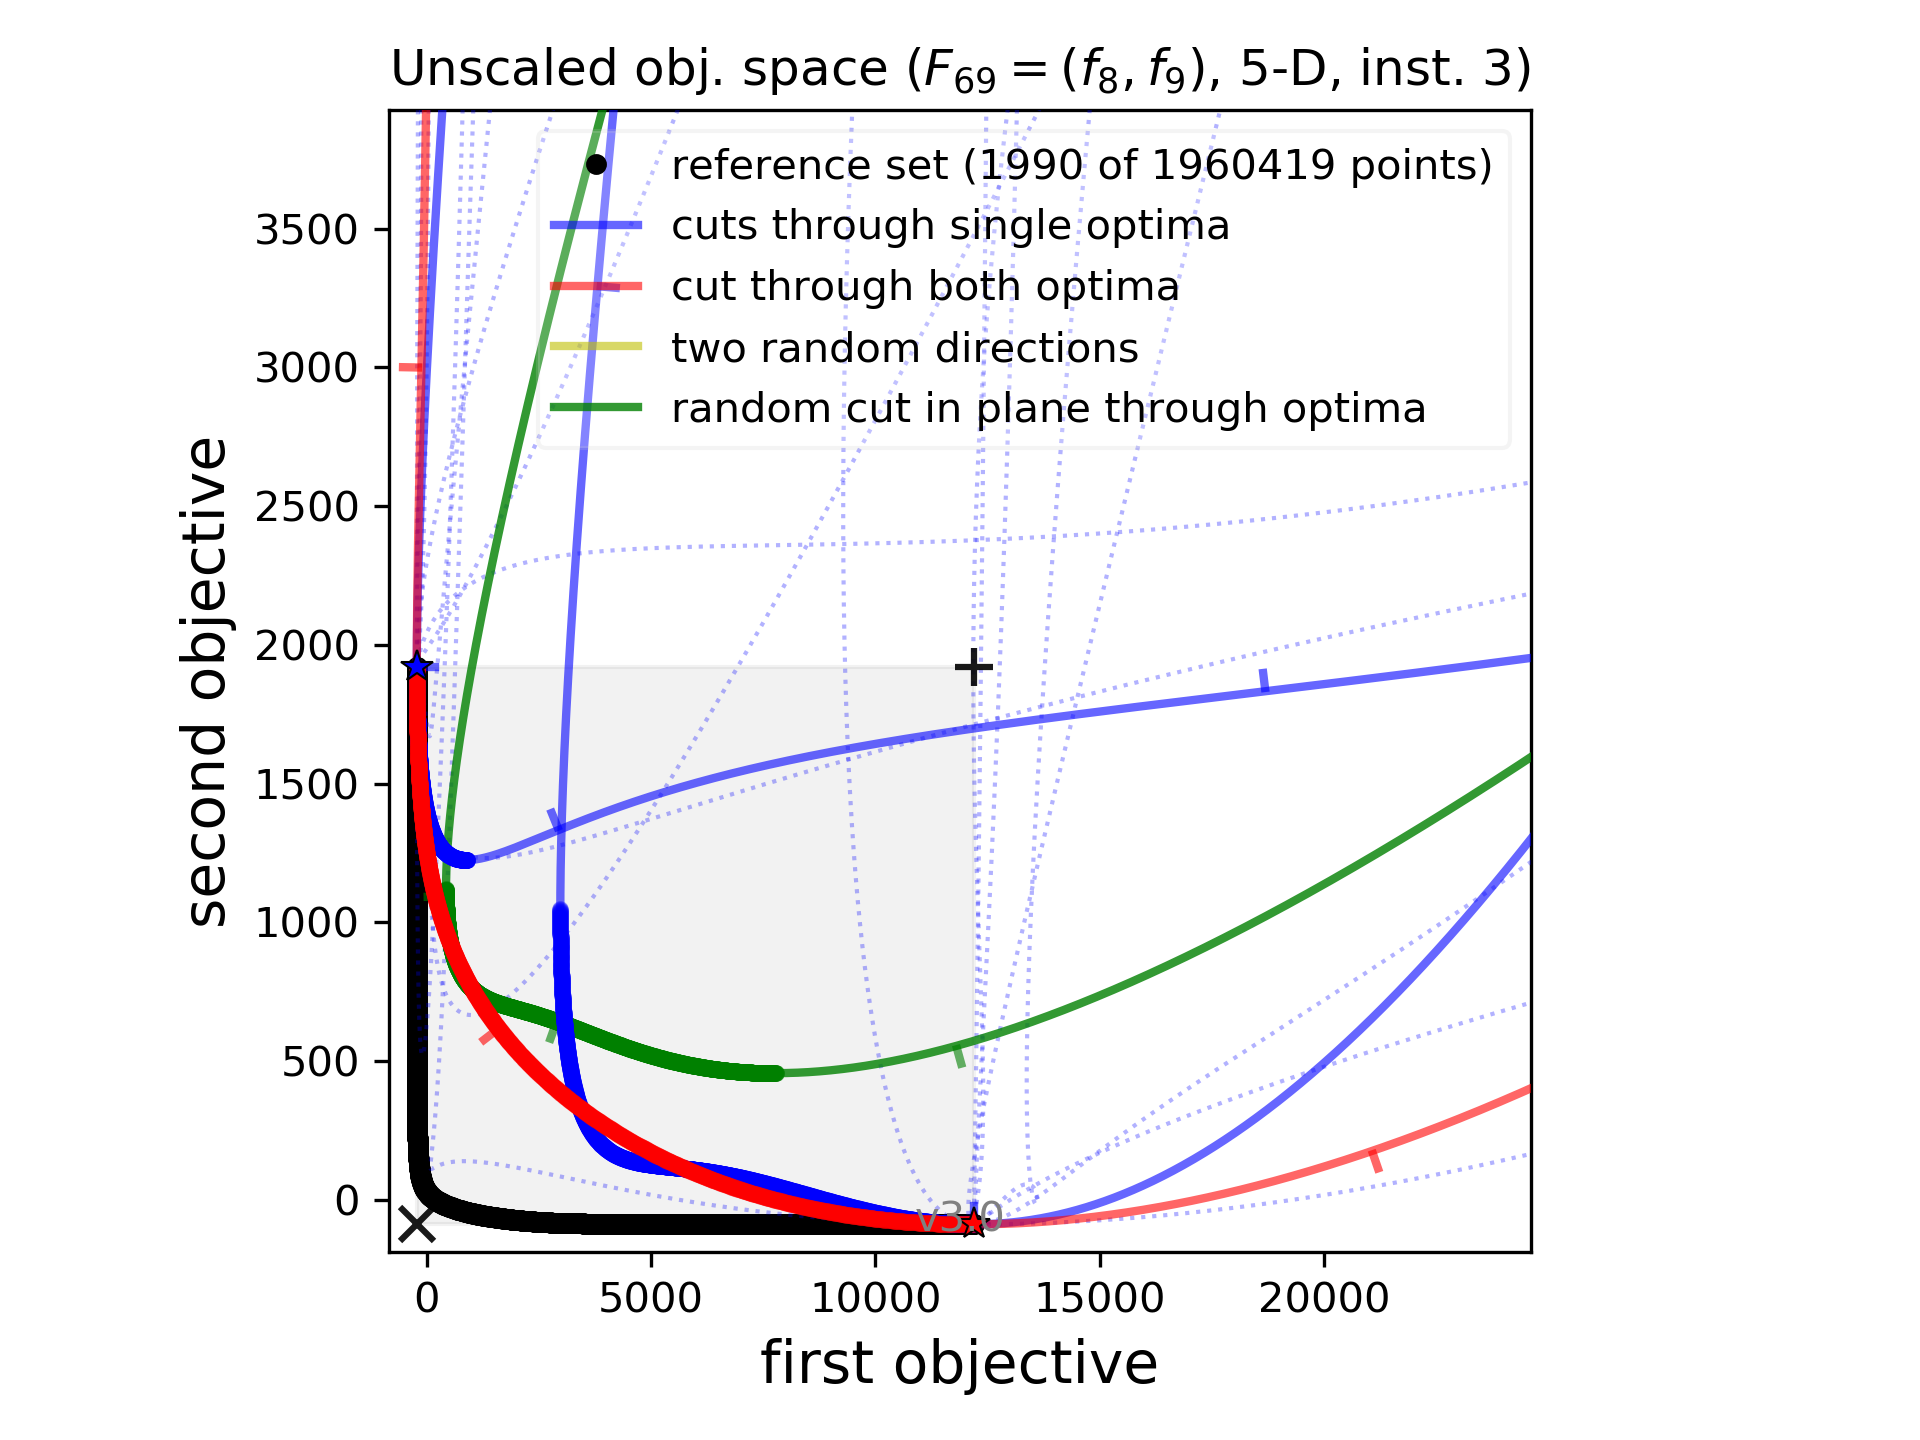 Unscaled obj. space (F69 = (f8, f9), 5-D, inst. 3)
reference set (1990 of 1960419 points)
cuts through single optima
cut through both optima
two random directions
random cut in plane through optima
3500
3000
2500
2000
1500
1000
500
0
second objective
v3.0
0 5000 10000 15000 20000
first objective